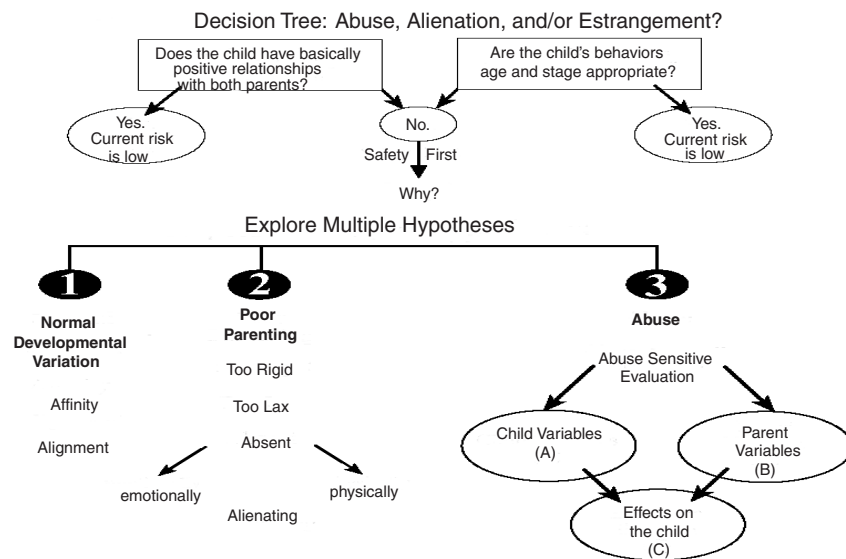 Decision Tree: Abuse, Alienation, and/or Estrangement?
Does the child have basically
positive relationships
with both parents?
Are the child's behaviors
age and stage appropriate?
Yes.
Current risk
is low
No.
Yes.
Current risk
is low
Safety First
Why?
Explore Multiple Hypotheses
1
Normal
Developmental
Variation
Affinity
Alignment
2
Poor
Parenting
Too Rigid
Too Lax
Absent
emotionally
physically
Alienating
3
Abuse
Abuse Sensitive
Evaluation
Child Variables
(A)
Parent
Variables
(B)
Effects on
the child
(C)